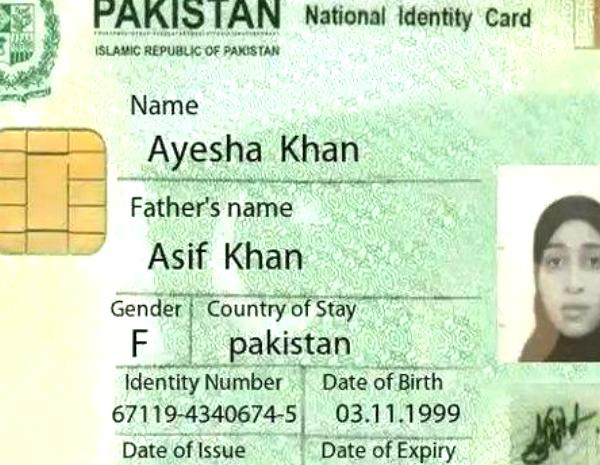 PAKISTAN National Identity Card
ISLAMIC REPUBLIC OF PAKISTAN
Name
Ayesha Khan
Father's name
Asif Khan
Gender Country of Stay
F pakistan
Identity Number Date of Birth
67119-4340674-5 03.11.1999
Date of Issue Date of Expiry